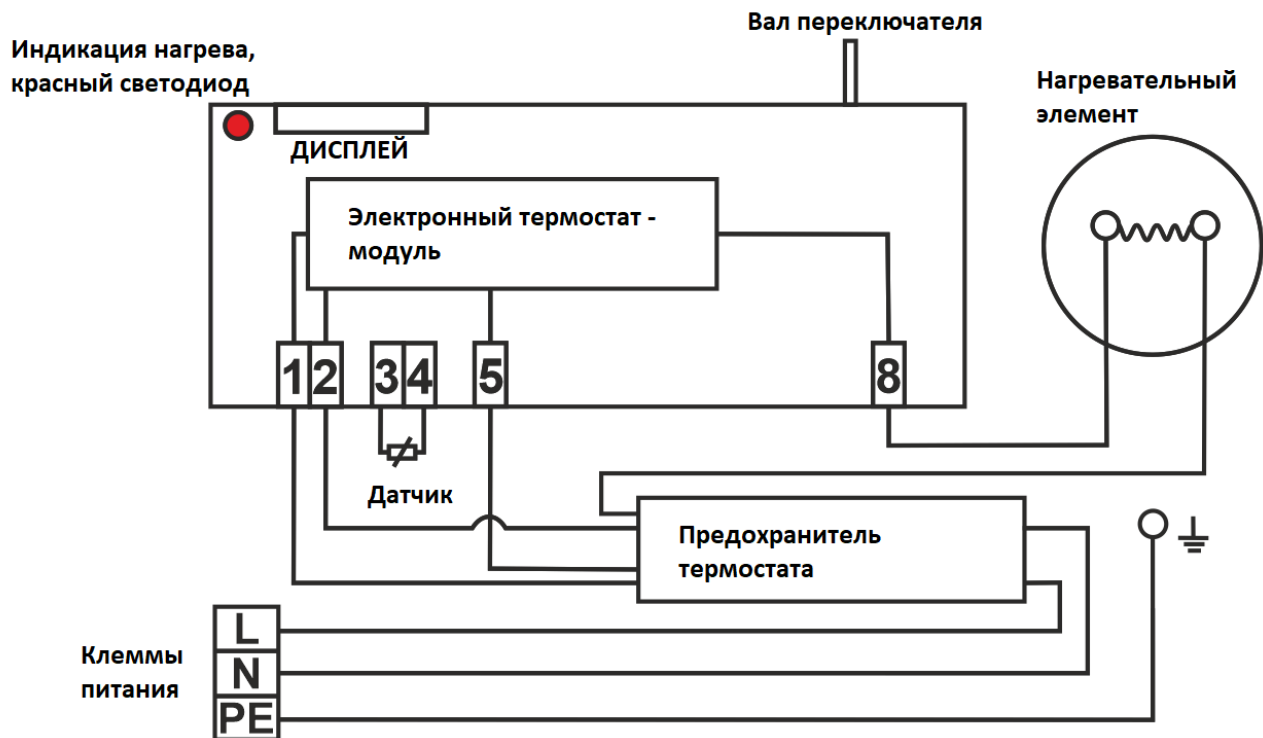 Вал переключателя
Индикация нагрева,
красный светодиод
Нагревательный
элемент
ДИСПЛЕЙ
Электронный термостат -
модуль
1 2 3 4 5 8
Датчик
Предохранитель
термостата
Клеммы
питания
L
N
PE